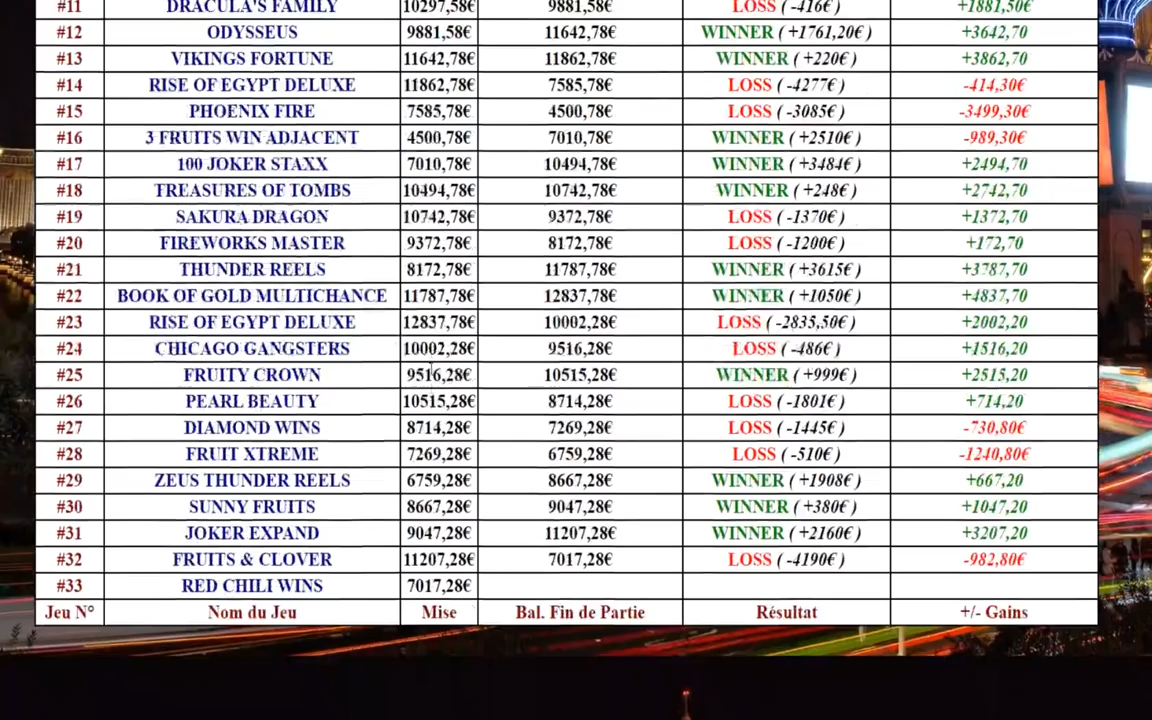 #11 DRACULA'S FAMILY 10297,58€ 9881,58€ LOSS ( -416€ ) +1881,50€
#12 ODYSSEUS 9881,58€ 11642,78€ WINNER ( +1761,20€ ) +3642,70
#13 VIKINGS FORTUNE 11642,78€ 11862,78€ WINNER ( +220€ ) +3862,70
#14 RISE OF EGYPT DELUXE 11862,78€ 7585,78€ LOSS ( -4277€ ) -414,30€
#15 PHOENIX FIRE 7585,78€ 4500,78€ LOSS ( -3085€ ) -3499,30€
#16 3 FRUITS WIN ADJACENT 4500,78€ 7010,78€ WINNER ( +2510€ ) -989,30€
#17 100 JOKER STAXX 7010,78€ 10494,78€ WINNER ( +3484€ ) +2494,70
#18 TREASURES OF TOMBS 10494,78€ 10742,78€ WINNER ( +248€ ) +2742,70
#19 SAKURA DRAGON 10742,78€ 9372,78€ LOSS ( -1370€ ) +1372,70
#20 FIREWORKS MASTER 9372,78€ 8172,78€ LOSS ( -1200€ ) +172,70
#21 THUNDER REELS 8172,78€ 11787,78€ WINNER ( +3615€ ) +3787,70
#22 BOOK OF GOLD MULTICHANCE 11787,78€ 12837,78€ WINNER ( +1050€ ) +4837,70
#23 RISE OF EGYPT DELUXE 12837,78€ 10002,28€ LOSS ( -2835,50€ ) +2002,20
#24 CHICAGO GANGSTERS 10002,28€ 9516,28€ LOSS ( -486€ ) +1516,20
#25 FRUITY CROWN 9516,28€ 10515,28€ WINNER ( +999€ ) +2515,20
#26 PEARL BEAUTY 10515,28€ 8714,28€ LOSS ( -1801€ ) +714,20
#27 DIAMOND WINS 8714,28€ 7269,28€ LOSS ( -1445€ ) -730,80€
#28 FRUIT XTREME 7269,28€ 6759,28€ LOSS ( -510€ ) -1240,80€
#29 ZEUS THUNDER REELS 6759,28€ 8667,28€ WINNER ( +1908€ ) +667,20
#30 SUNNY FRUITS 8667,28€ 9047,28€ WINNER ( +380€ ) +1047,20
#31 JOKER EXPAND 9047,28€ 11207,28€ WINNER ( +2160€ ) +3207,20
#32 FRUITS & CLOVER 11207,28€ 7017,28€ LOSS ( -4190€ ) -982,80€
#33 RED CHILI WINS 7017,28€
Jeu N° Nom du Jeu Mise Bal. Fin de Partie Résultat +/- Gains